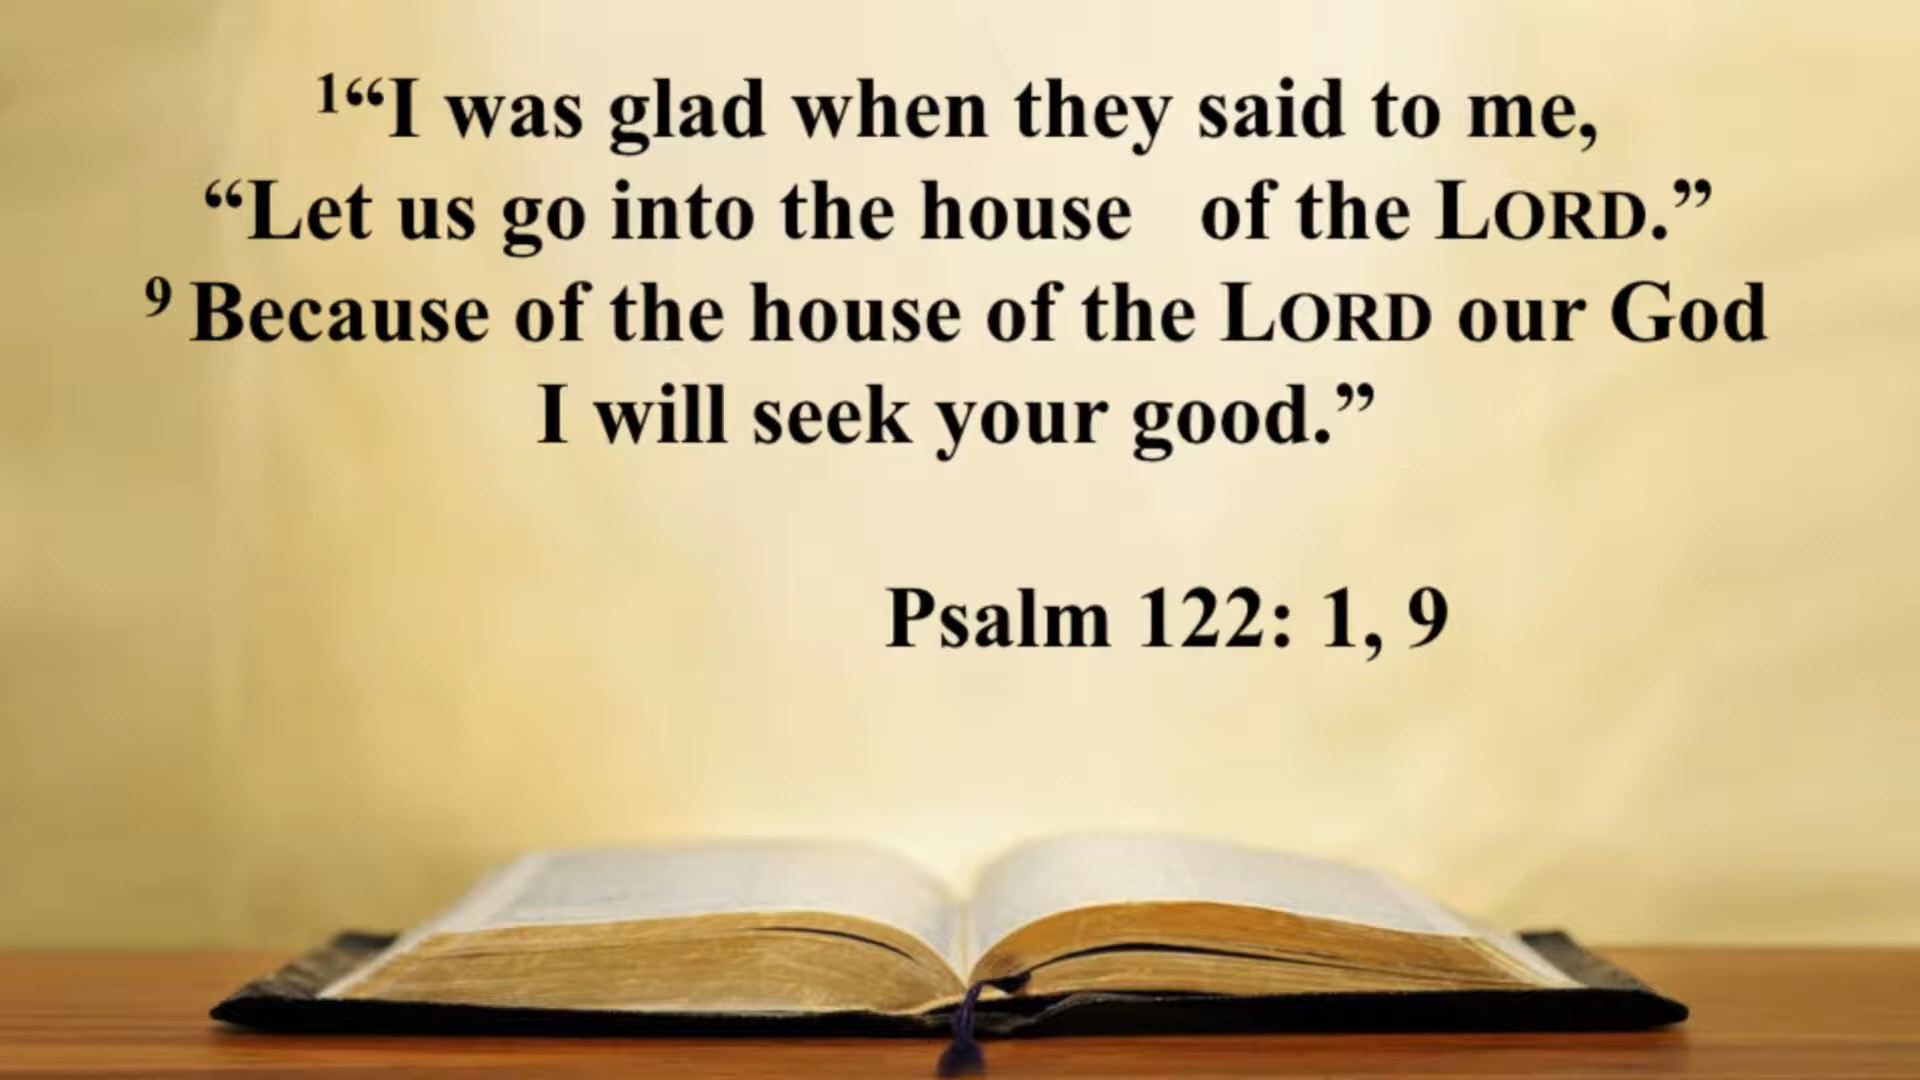 ¹“I was glad when they said to me,
“Let us go into the house   of the LORD.”
⁹ Because of the house of the LORD our God
I will seek your good.”
Psalm 122: 1, 9